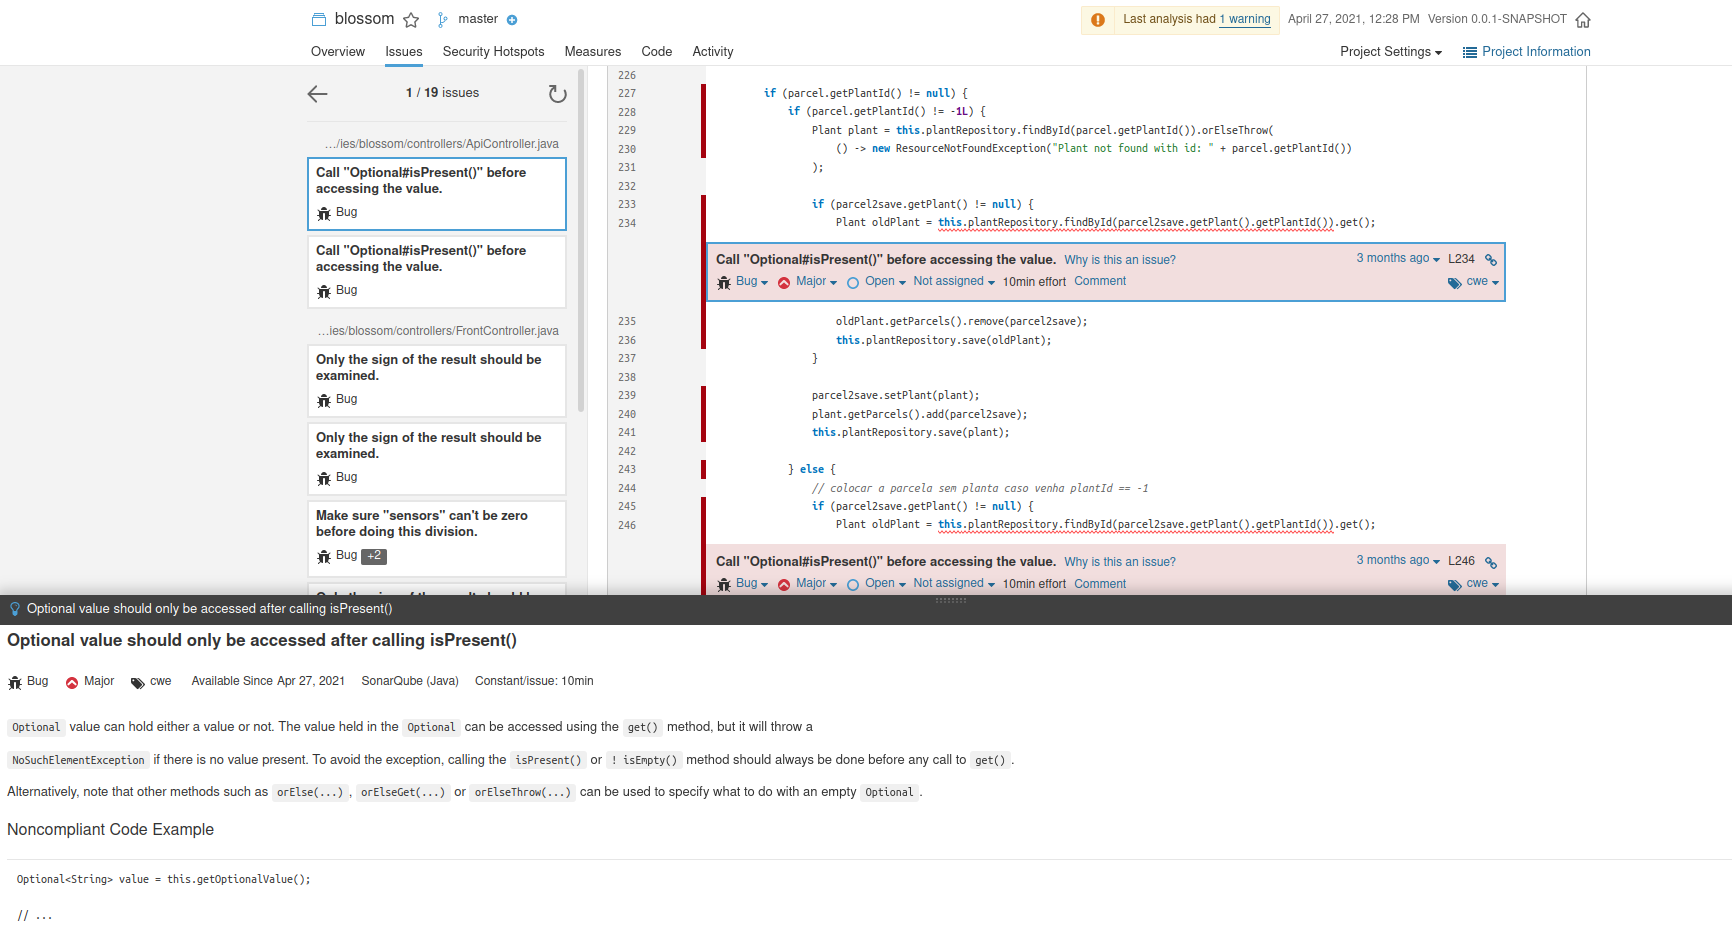 blossom master
Last analysis had 1 warning April 27, 2021, 12:28 PM Version 0.0.1-SNAPSHOT
Overview Issues Security Hotspots Measures Code Activity
Project Settings Project Information
1 / 19 issues
.../ies/blossom/controllers/ApiController.java
Call "Optional#isPresent()" before
accessing the value.
Bug
Call "Optional#isPresent()" before
accessing the value.
Bug
...ies/blossom/controllers/FrontController.java
Only the sign of the result should be
examined.
Bug
Only the sign of the result should be
examined.
Bug
Make sure "sensors" can't be zero
before doing this division.
Bug +2
226
227 if (parcel.getPlantId() != null) {
228 if (parcel.getPlantId() != -1L) {
229 Plant plant = this.plantRepository.findById(parcel.getPlantId()).orElseThrow(
230 () -> new ResourceNotFoundException("Plant not found with id: " + parcel.getPlantId())
231 );
232
233 if (parcel2save.getPlant() != null) {
234 Plant oldPlant = this.plantRepository.findById(parcel2save.getPlant().getPlantId()).get();
Call "Optional#isPresent()" before accessing the value. Why is this an issue? 3 months ago L234
Bug Major Open Not assigned 10min effort Comment cwe
235 oldPlant.getParcels().remove(parcel2save);
236 this.plantRepository.save(oldPlant);
237 }
238
239 parcel2save.setPlant(plant);
240 plant.getParcels().add(parcel2save);
241 this.plantRepository.save(plant);
242
243 } else {
244 // colocar a parcela sem planta caso venha plantId == -1
245 if (parcel2save.getPlant() != null) {
246 Plant oldPlant = this.plantRepository.findById(parcel2save.getPlant().getPlantId()).get();
Call "Optional#isPresent()" before accessing the value. Why is this an issue? 3 months ago L246
Bug Major Open Not assigned 10min effort Comment cwe
Optional value should only be accessed after calling isPresent()
Optional value should only be accessed after calling isPresent()
Bug Major cwe Available Since Apr 27, 2021 SonarQube (Java) Constant/issue: 10min
Optional value can hold either a value or not. The value held in the Optional can be accessed using the get() method, but it will throw a
NoSuchElementException if there is no value present. To avoid the exception, calling the isPresent() or ! isEmpty() method should always be done before any call to get().
Alternatively, note that other methods such as orElse(...), orElseGet(...) or orElseThrow(...) can be used to specify what to do with an empty Optional.
Noncompliant Code Example
Optional<String> value = this.getOptionalValue();
// ...